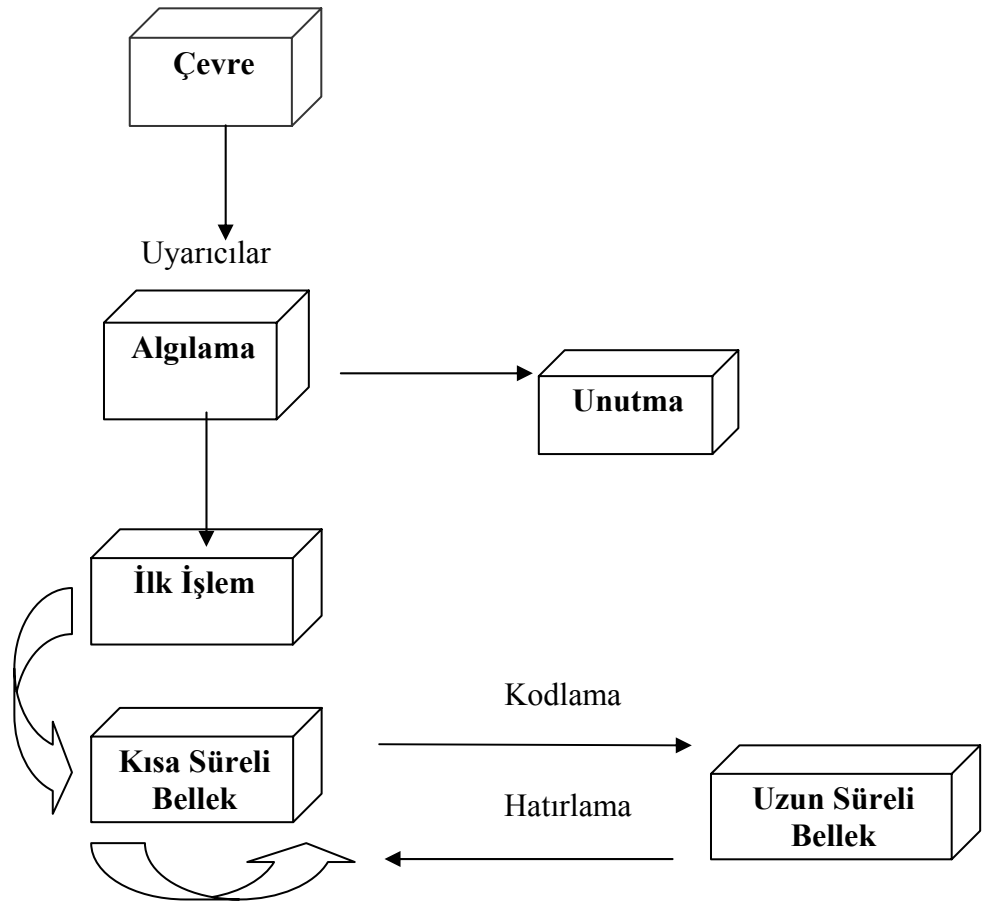 Çevre
Uyarıcılar
Algılama
Unutma
İlk İşlem
Kodlama
Kısa Süreli
Bellek
Hatırlama
Uzun Süreli
Bellek